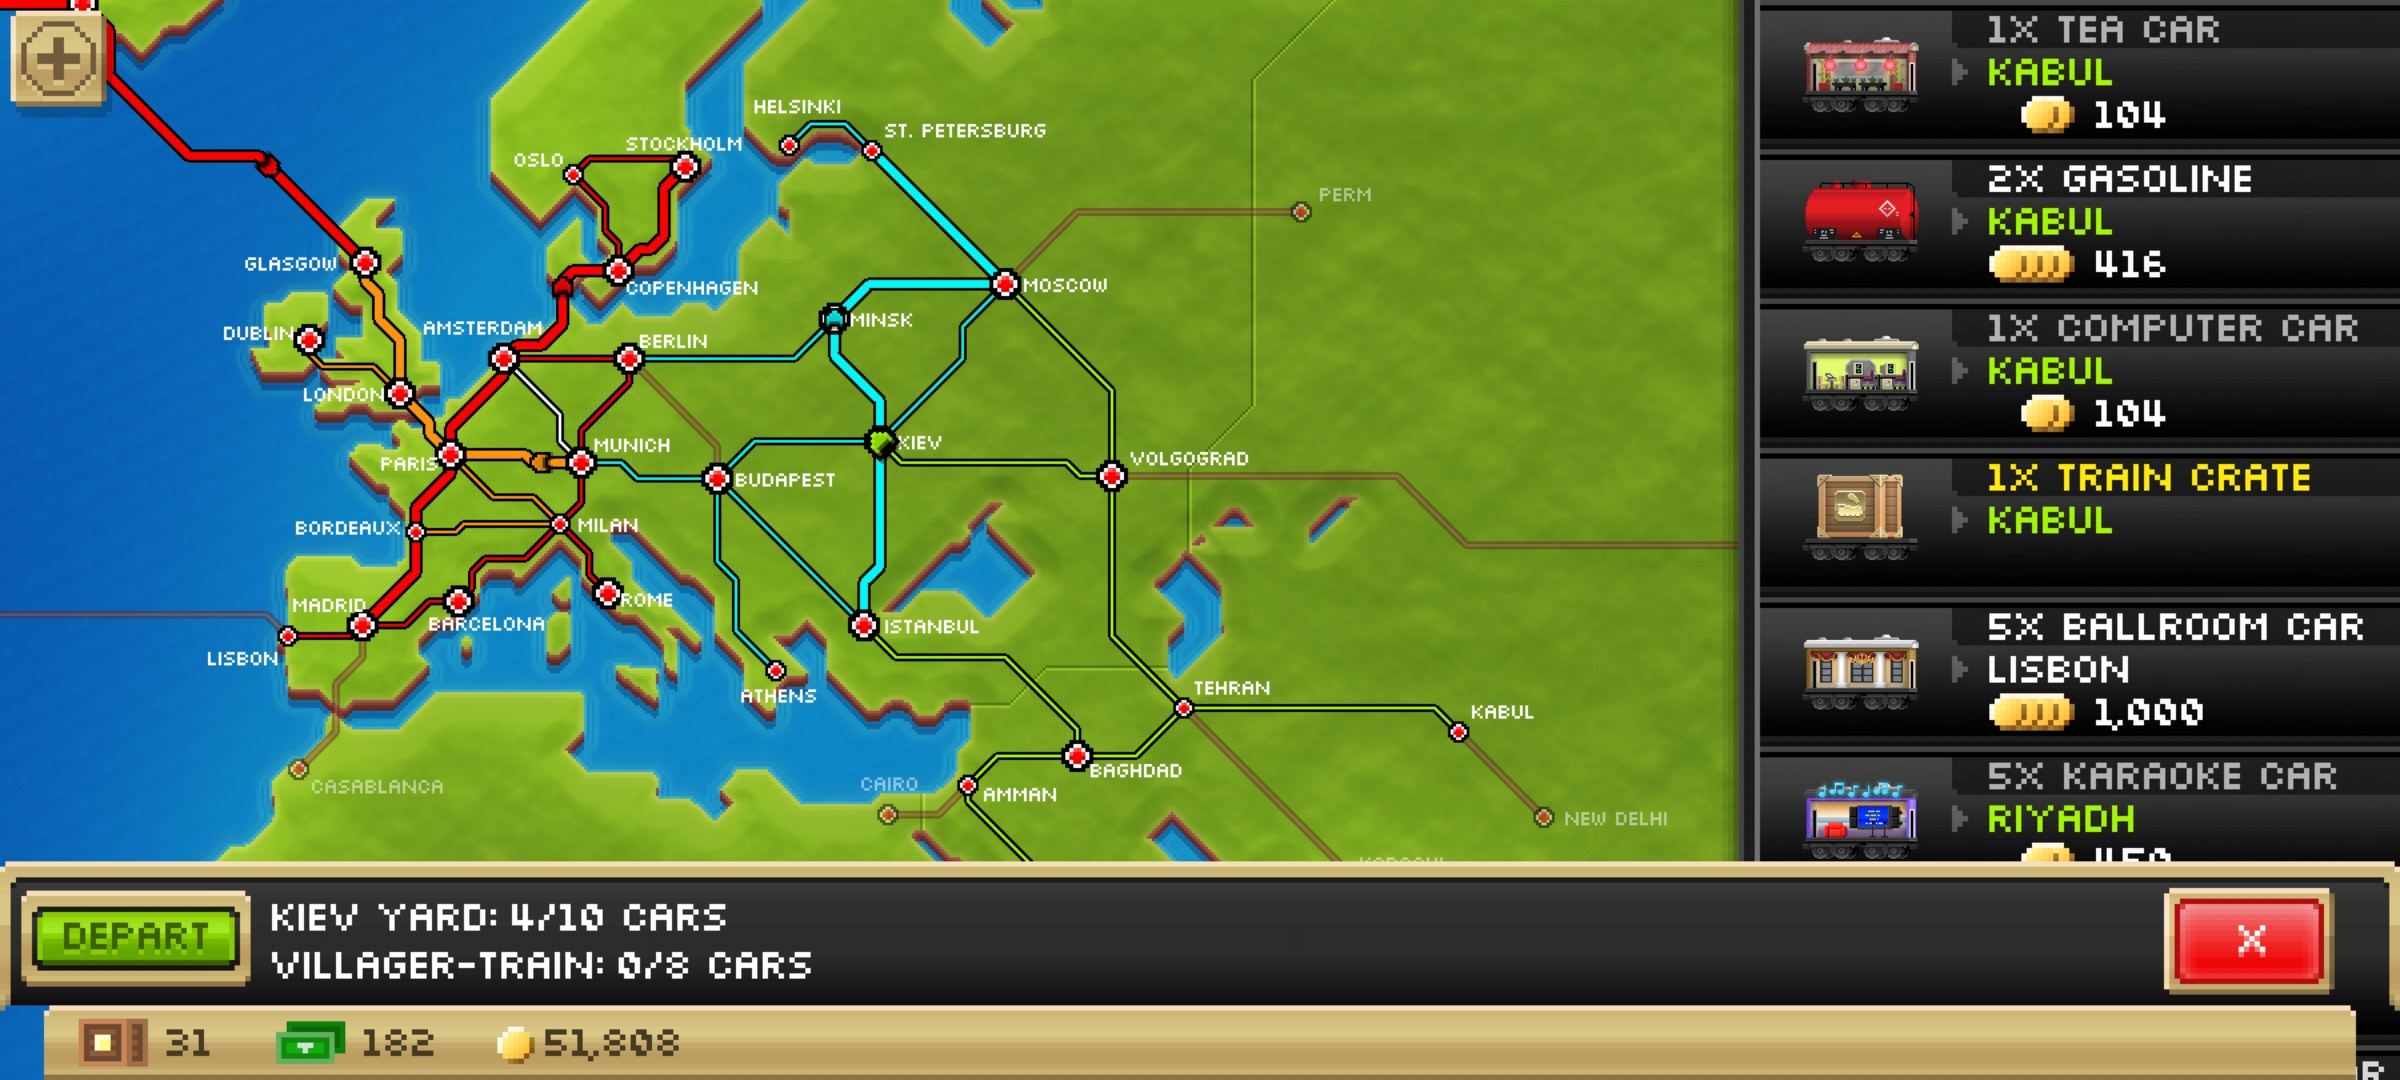 HELSINKI
ST. PETERSBURG
STOCKHOLM
OSLO
PERM
GLASGOW
COPENHAGEN
MOSCOW
DUBLIN
AMSTERDAM
BERLIN
MINSK
LONDON
PARIS
MUNICH
KIEV
VOLGOGRAD
BUDAPEST
BORDEAUX
MILAN
MADRID
BARCELONA
ROME
ISTANBUL
LISBON
ATHENS
TEHRAN
KABUL
CASABLANCA
CAIRO
AMMAN
BAGHDAD
NEW DELHI
1X TEA CAR
KABUL
104
2X GASOLINE
KABUL
416
1X COMPUTER CAR
KABUL
104
1X TRAIN CRATE
KABUL
5X BALLROOM CAR
LISBON
1,000
5X KARAOKE CAR
RIYADH
450
DEPART
KIEV YARD: 4/10 CARS
VILLAGER-TRAIN: 0/8 CARS
X
31
182
51,808